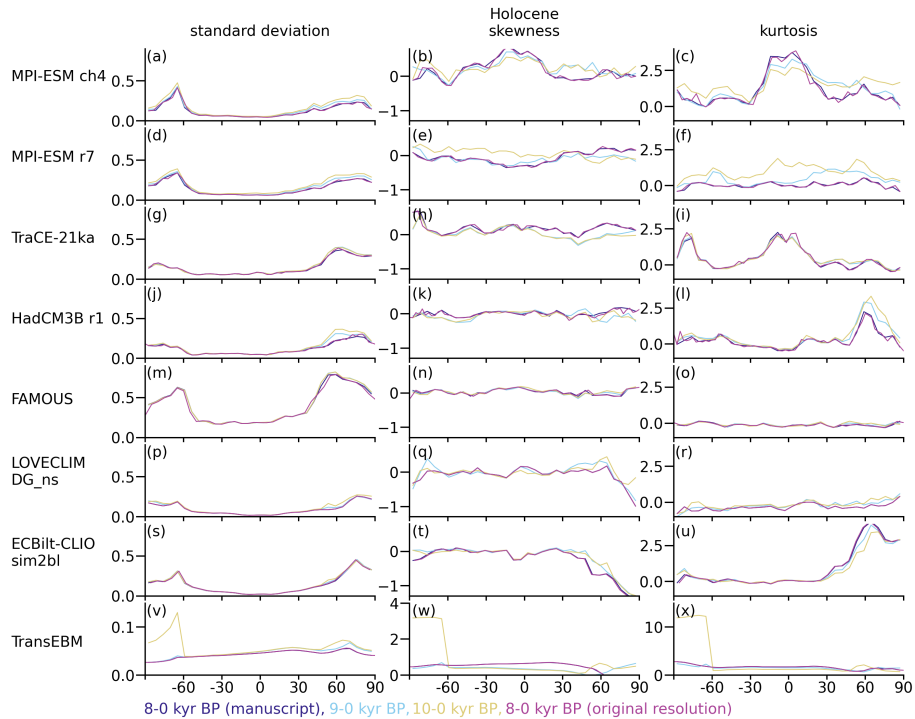 Holocene
standard deviation skewness kurtosis
MPI-ESM ch4 0.5 0.0 (a) 0 −1 (b) 2.5 0.0 (c)
MPI-ESM r7 0.5 0.0 (d) 0 −1 (e) 2.5 0.0 (f)
TraCE-21ka 0.5 0.0 (g) 0 −1 (h) 2.5 0.0 (i)
HadCM3B r1 0.5 0.0 (j) 0 −1 (k) 2.5 0.0 (l)
FAMOUS 0.5 0.0 (m) 0 −1 (n) 2.5 0.0 (o)
LOVECLIM
DG_ns 0.5 0.0 (p) 0 −1 (q) 2.5 0.0 (r)
ECBilt-CLIO
sim2bl 0.5 0.0 (s) 0 −1 (t) 2.5 0.0 (u)
TransEBM 0.1 0.0 (v) 4 2 0 (w) 10 0 (x)
-60 -30 0 30 60 90 -60 -30 0 30 60 90 -60 -30 0 30 60 90
8-0 kyr BP (manuscript), 9-0 kyr BP, 10-0 kyr BP, 8-0 kyr BP (original resolution)